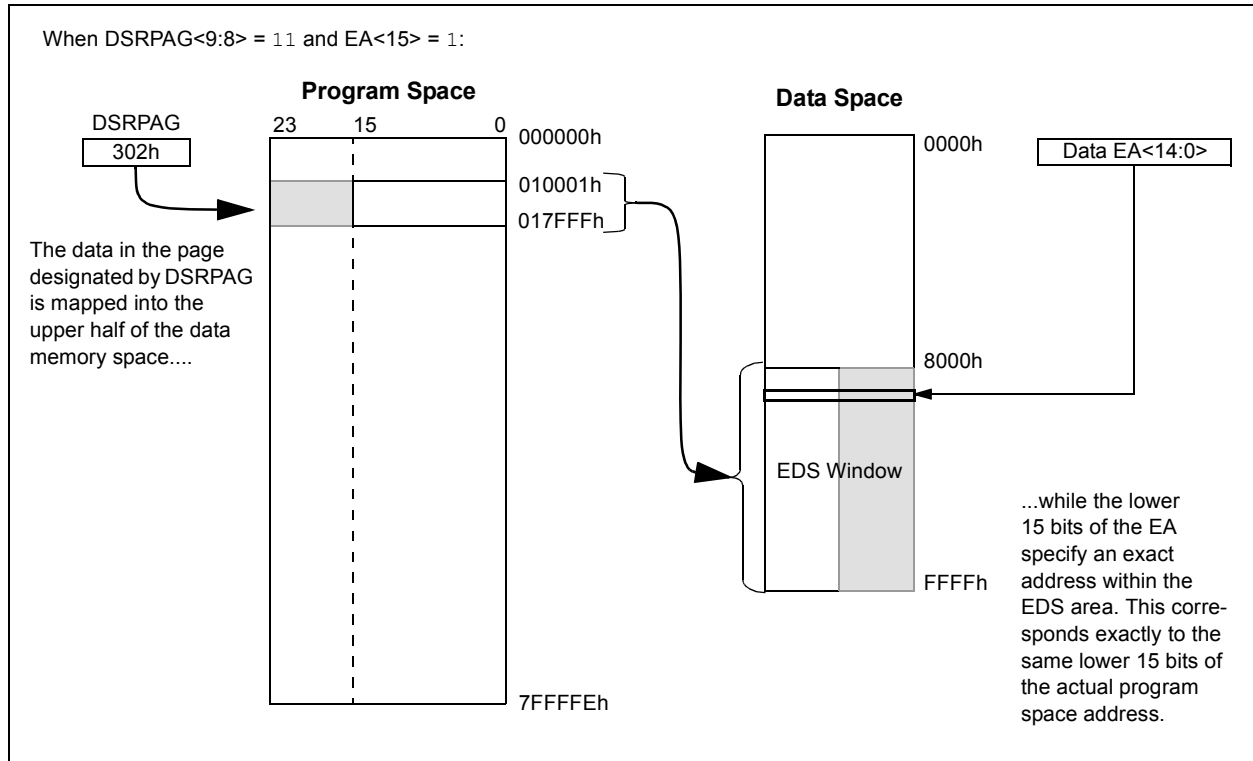 When DSRPAG<9:8> = 11 and EA<15> = 1:
Program Space
Data Space
DSRPAG
302h
23 15 0
000000h
010001h
017FFFh
7FFFFEh
The data in the page
designated by DSRPAG
is mapped into the
upper half of the data
memory space....
0000h
8000h
EDS Window
FFFFh
Data EA<14:0>
...while the lower
15 bits of the EA
specify an exact
address within the
EDS area. This corre-
sponds exactly to the
same lower 15 bits of
the actual program
space address.